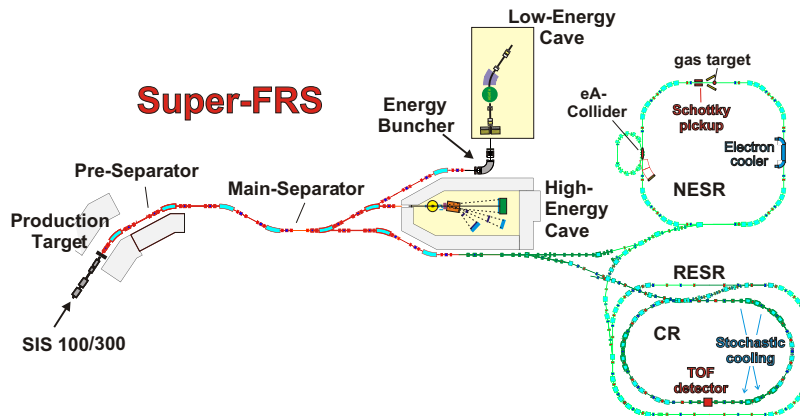 Low-Energy
Cave
Super-FRS
Energy
Buncher
gas target
eA-
Collider
Schottky
pickup
Electron
cooler
Pre-Separator
Main-Separator
High-
Energy
Cave
NESR
Production
Target
SIS 100/300
RESR
CR
Stochastic
cooling
TOF
detector